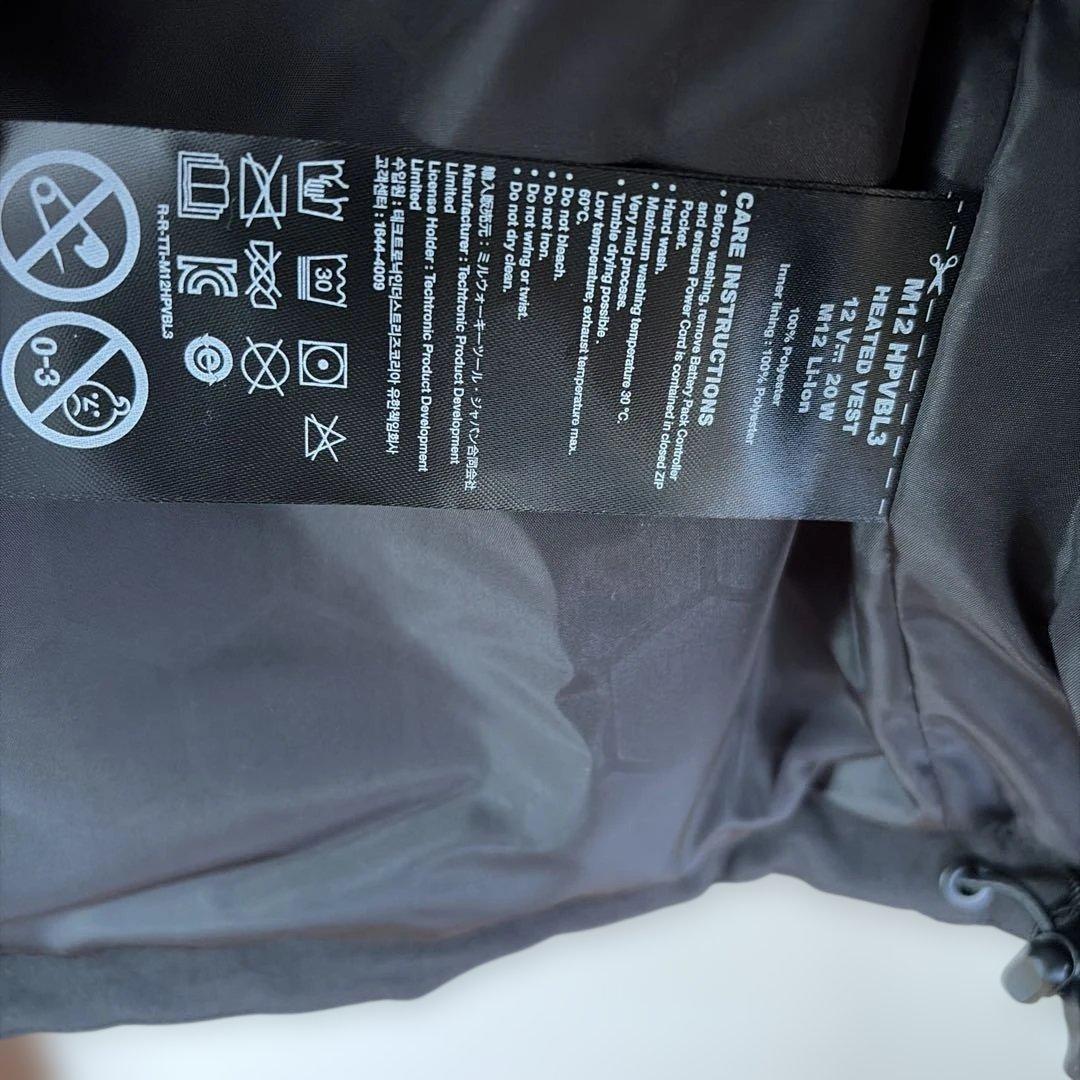 M12 HPVBL3
HEATED VEST
12 V⎓ 20W
M12 Li-Ion
100% Polyester
Inner lining : 100% Polyester
CARE INSTRUCTIONS
• Before washing, remove Battery Pack Controller
and ensure Power Cord is contained in closed zip
Pocket.
• Hand wash.
• Maximum washing temperature 30 °C.
Very mild process.
• Tumble drying possible .
Low temperature; exhaust temperature max.
60°C.
• Do not bleach.
• Do not iron.
• Do not wring or twist.
• Do not dry clean.
輸入販売元 : ミルウォーキーツール・ジャパン合同会社
Manufacturer : Techtronic Product Development
Limited
License Holder : Techtronic Product Development
Limited
수입원 : 테크트로닉인더스트리즈코리아 유한책임회사
고객센터 : 1644-4009
30
e
R-R-TTI-M12HPVBL3
0-3